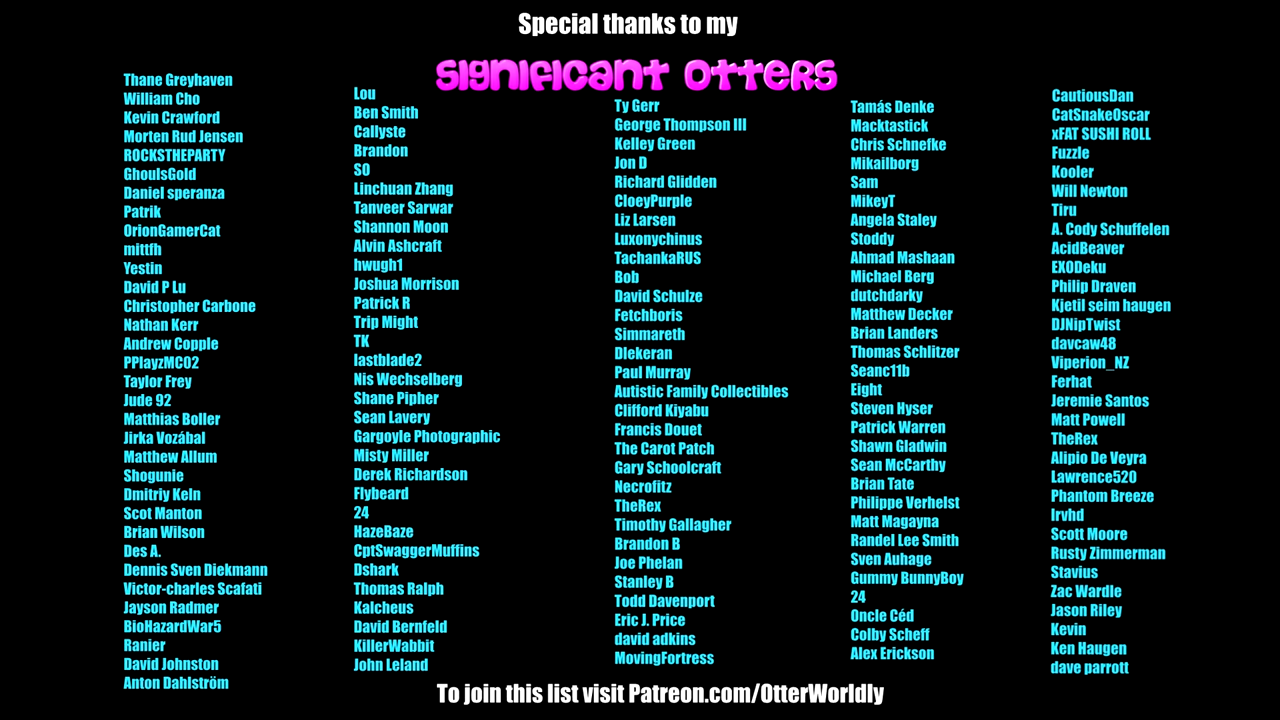 Special thanks to my
SIGNIFICANT OTTERS
Thane Greyhaven
William Cho
Kevin Crawford
Morten Rud Jensen
ROCKSTHEPARTY
GhoulsGold
Daniel speranza
Patrik
OrionGamerCat
mittfh
Yestin
David P Lu
Christopher Carbone
Nathan Kerr
Andrew Copple
PPlayzMC02
Taylor Frey
Jude 92
Matthias Boller
Jirka Vozábal
Matthew Allum
Shogunie
Dmitriy Keln
Scot Manton
Brian Wilson
Des A.
Dennis Sven Diekmann
Victor-charles Scafati
Jayson Radmer
BioHazardWar5
Ranier
David Johnston
Anton Dahlström
Lou
Ben Smith
Callyste
Brandon
SO
Linchuan Zhang
Tanveer Sarwar
Shannon Moon
Alvin Ashcraft
hwugh1
Joshua Morrison
Patrick R
Trip Might
TK
lastblade2
Nis Wechselberg
Shane Pipher
Sean Lavery
Gargoyle Photographic
Misty Miller
Derek Richardson
Flybeard
24
HazeBaze
CptSwaggerMuffins
Dshark
Thomas Ralph
Kalcheus
David Bernfeld
KillerWabbit
John Leland
Ty Gerr
George Thompson III
Kelley Green
Jon D
Richard Glidden
CloeyPurple
Liz Larsen
Luxonychinus
TachankaRUS
Bob
David Schulze
Fetchboris
Simmareth
Dlekeran
Paul Murray
Autistic Family Collectibles
Clifford Kiyabu
Francis Douet
The Carot Patch
Gary Schoolcraft
Necrofitz
TheRex
Timothy Gallagher
Brandon B
Joe Phelan
Stanley B
Todd Davenport
Eric J. Price
david adkins
MovingFortress
Tamás Denke
Macktastick
Chris Schnefke
Mikailborg
Sam
MikeyT
Angela Staley
Stoddy
Ahmad Mashaan
Michael Berg
dutchdarky
Matthew Decker
Brian Landers
Thomas Schlitzer
Seanc11b
Eight
Steven Hyser
Patrick Warren
Shawn Gladwin
Sean McCarthy
Brian Tate
Philippe Verhelst
Matt Magayna
Randel Lee Smith
Sven Auhage
Gummy BunnyBoy
24
Oncle Céd
Colby Scheff
Alex Erickson
CautiousDan
CatSnakeOscar
xFAT SUSHI ROLL
Fuzzle
Kooler
Will Newton
Tiru
A. Cody Schuffelen
AcidBeaver
EXODeku
Philip Draven
Kjetil seim haugen
DJNipTwist
davcaw48
Viperion_NZ
Ferhat
Jeremie Santos
Matt Powell
TheRex
Alipio De Veyra
Lawrence520
Phantom Breeze
Irvhd
Scott Moore
Rusty Zimmerman
Stavius
Zac Wardle
Jason Riley
Kevin
Ken Haugen
dave parrott
To join this list visit Patreon.com/OtterWorldly